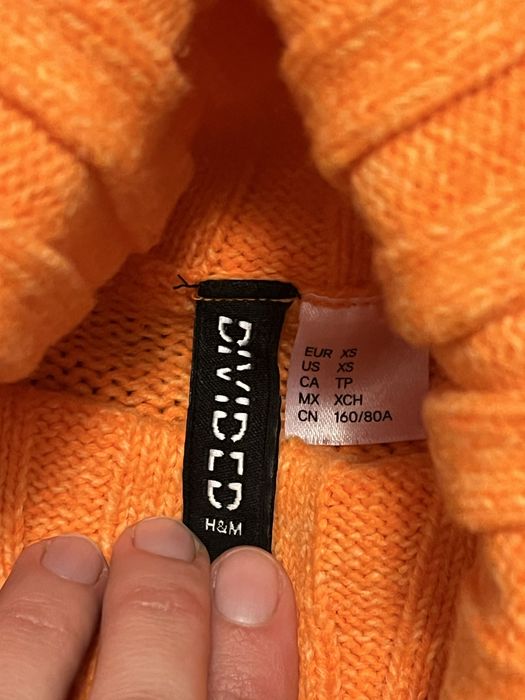 DIVIDED
H&M
EUR XS
US XS
CA TP
MX XCH
CN 160/80A